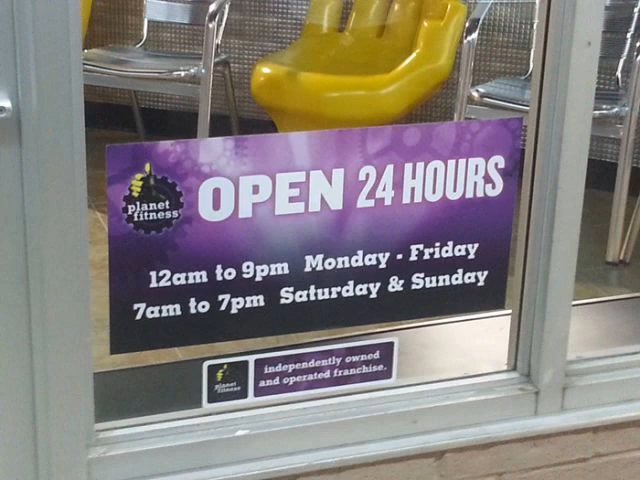 planet
fitness
OPEN 24 HOURS
12am to 9pm Monday - Friday
7am to 7pm Saturday & Sunday
planet
fitness
independently owned
and operated franchise.